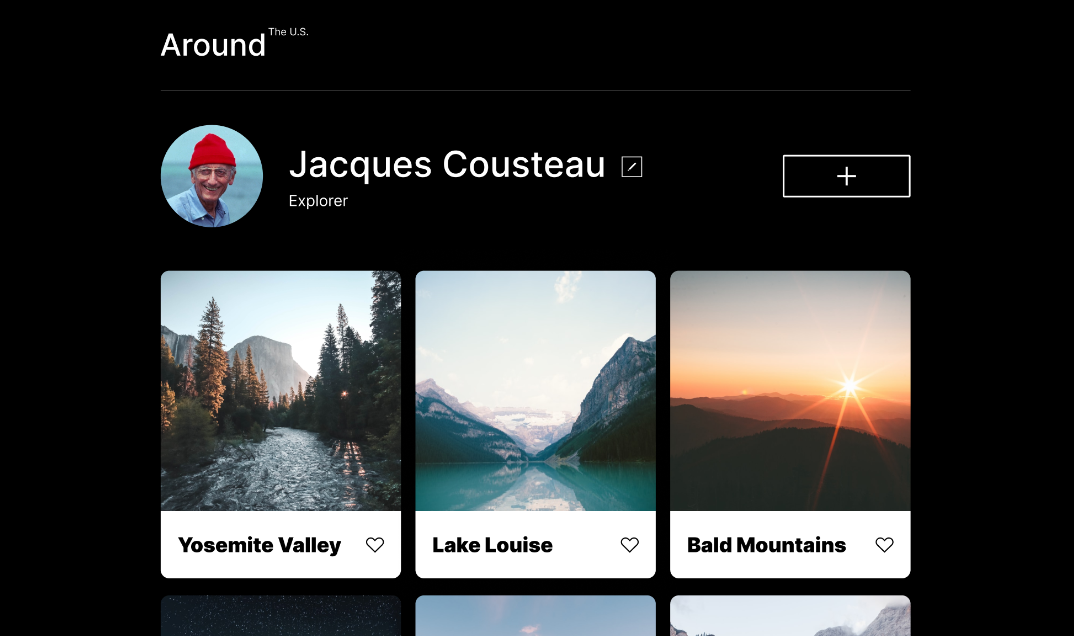 Around The U.S.
Jacques Cousteau
Explorer
Yosemite Valley
Lake Louise
Bald Mountains